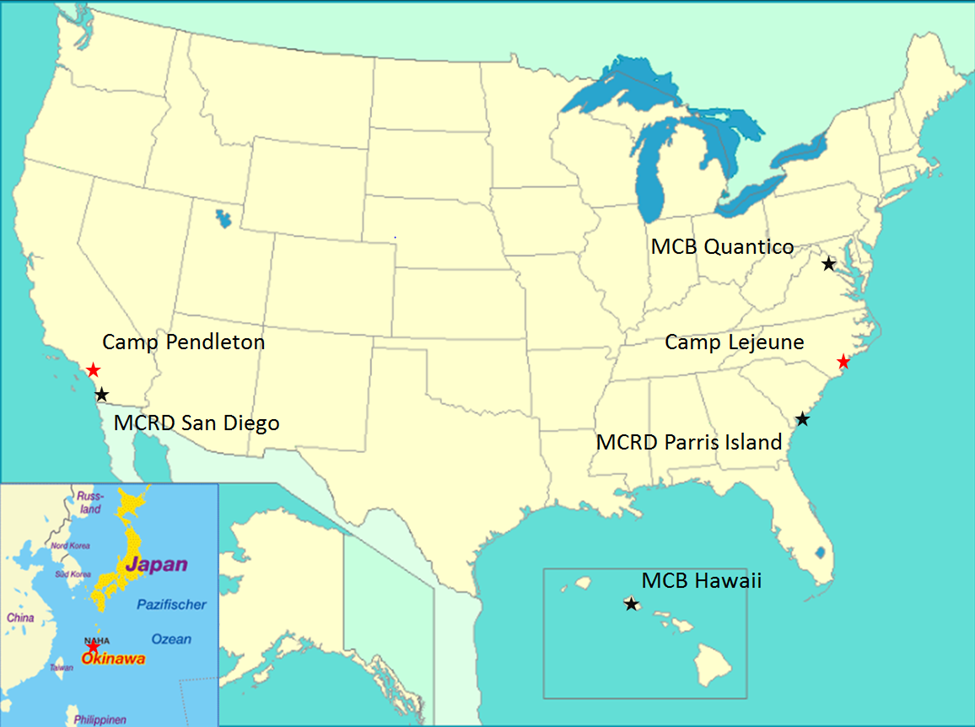 MCB Quantico
Camp Pendleton
Camp Lejeune
MCRD San Diego
MCRD Parris Island
Russ-
land
Nord Korea
Japan
Süd Korea
MCB Hawaii
Pazifischer
China
Ozean
NAHA
Okinawa
Taiwan
Philippinen